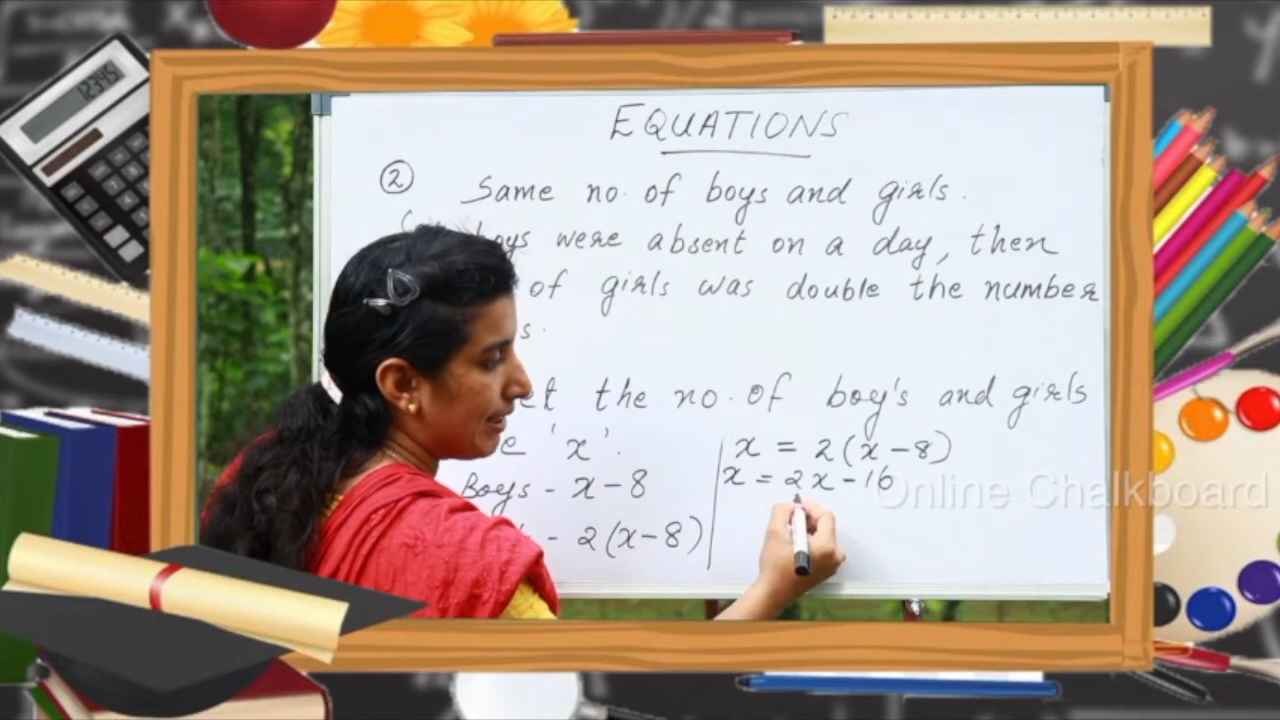 12345
EQUATIONS
2 Same no. of boys and girls.
boys were absent on a day, then
of girls was double the number
the no. of boy's and girls
'x'.
Boys - x-8
- 2(x-8)
x = 2(x-8)
x = 2x-16
Online Chalkboard